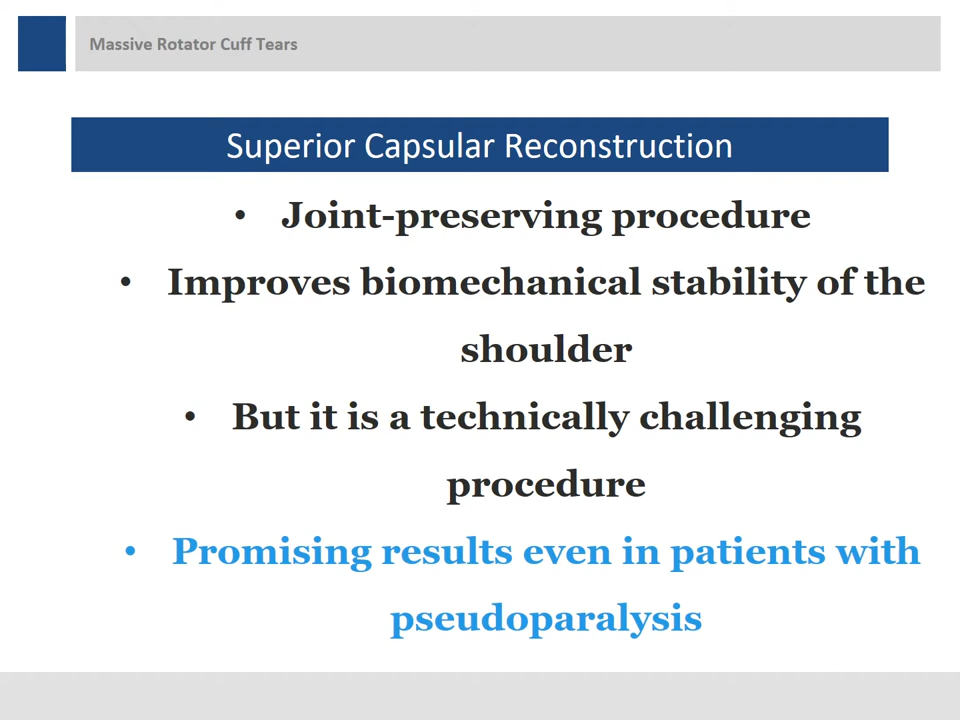 Massive Rotator Cuff Tears
Superior Capsular Reconstruction
• Joint-preserving procedure
• Improves biomechanical stability of the
shoulder
• But it is a technically challenging
procedure
• Promising results even in patients with
pseudoparalysis